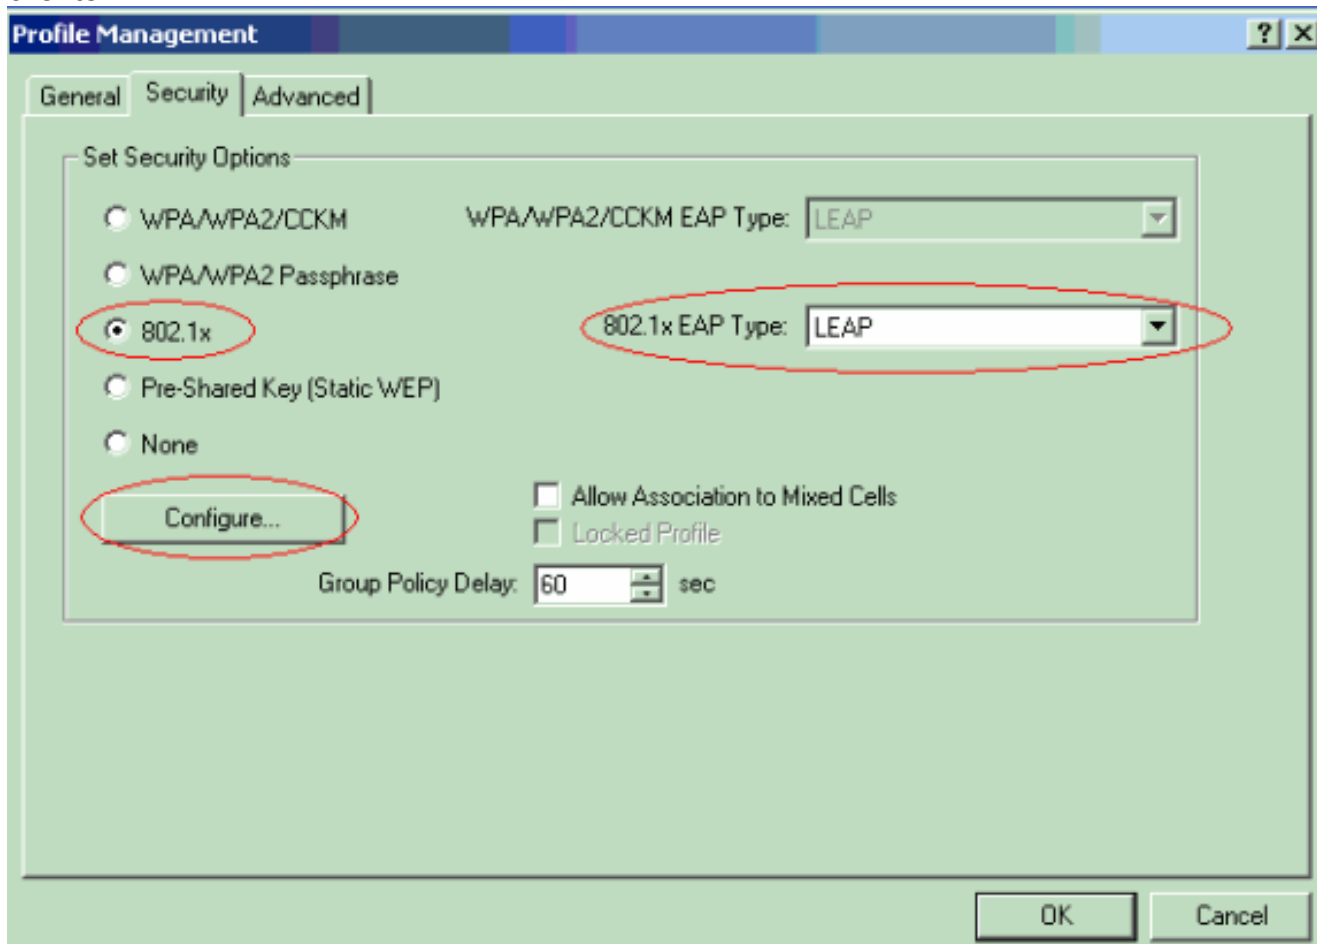 Profile Management
General Security Advanced
Set Security Options
WPA/WPA2/CCKM WPA/WPA2/CCKM EAP Type: LEAP
WPA/WPA2 Passphrase
802.1x 802.1x EAP Type: LEAP
Pre-Shared Key (Static WEP)
None
Configure... Allow Association to Mixed Cells
Locked Profile
Group Policy Delay: 60 sec
OK Cancel